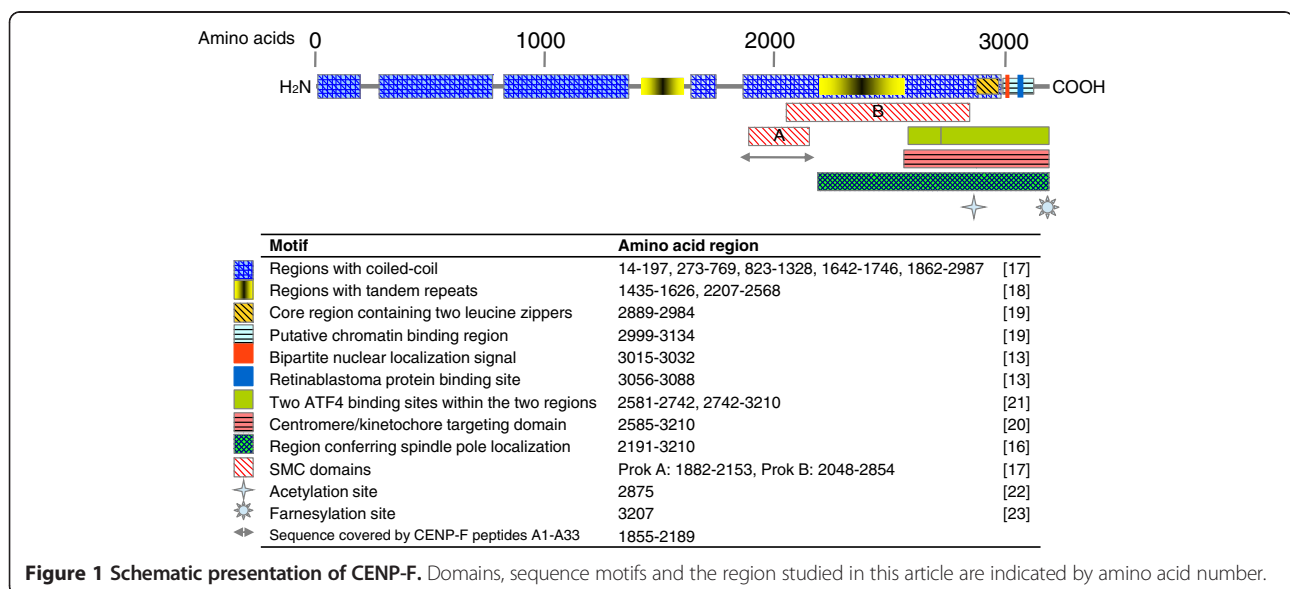 Amino acids 0 1000 2000 3000
H2N COOH
B
A
Motif Amino acid region
Regions with coiled-coil 14-197, 273-769, 823-1328, 1642-1746, 1862-2987 [17]
Regions with tandem repeats 1435-1626, 2207-2568 [18]
Core region containing two leucine zippers 2889-2984 [19]
Putative chromatin binding region 2999-3134 [19]
Bipartite nuclear localization signal 3015-3032 [13]
Retinablastoma protein binding site 3056-3088 [13]
Two ATF4 binding sites within the two regions 2581-2742, 2742-3210 [21]
Centromere/kinetochore targeting domain 2585-3210 [20]
Region conferring spindle pole localization 2191-3210 [16]
SMC domains Prok A: 1882-2153, Prok B: 2048-2854 [17]
Acetylation site 2875 [22]
Farnesylation site 3207 [23]
Sequence covered by CENP-F peptides A1-A33 1855-2189
Figure 1 Schematic presentation of CENP-F. Domains, sequence motifs and the region studied in this article are indicated by amino acid number.